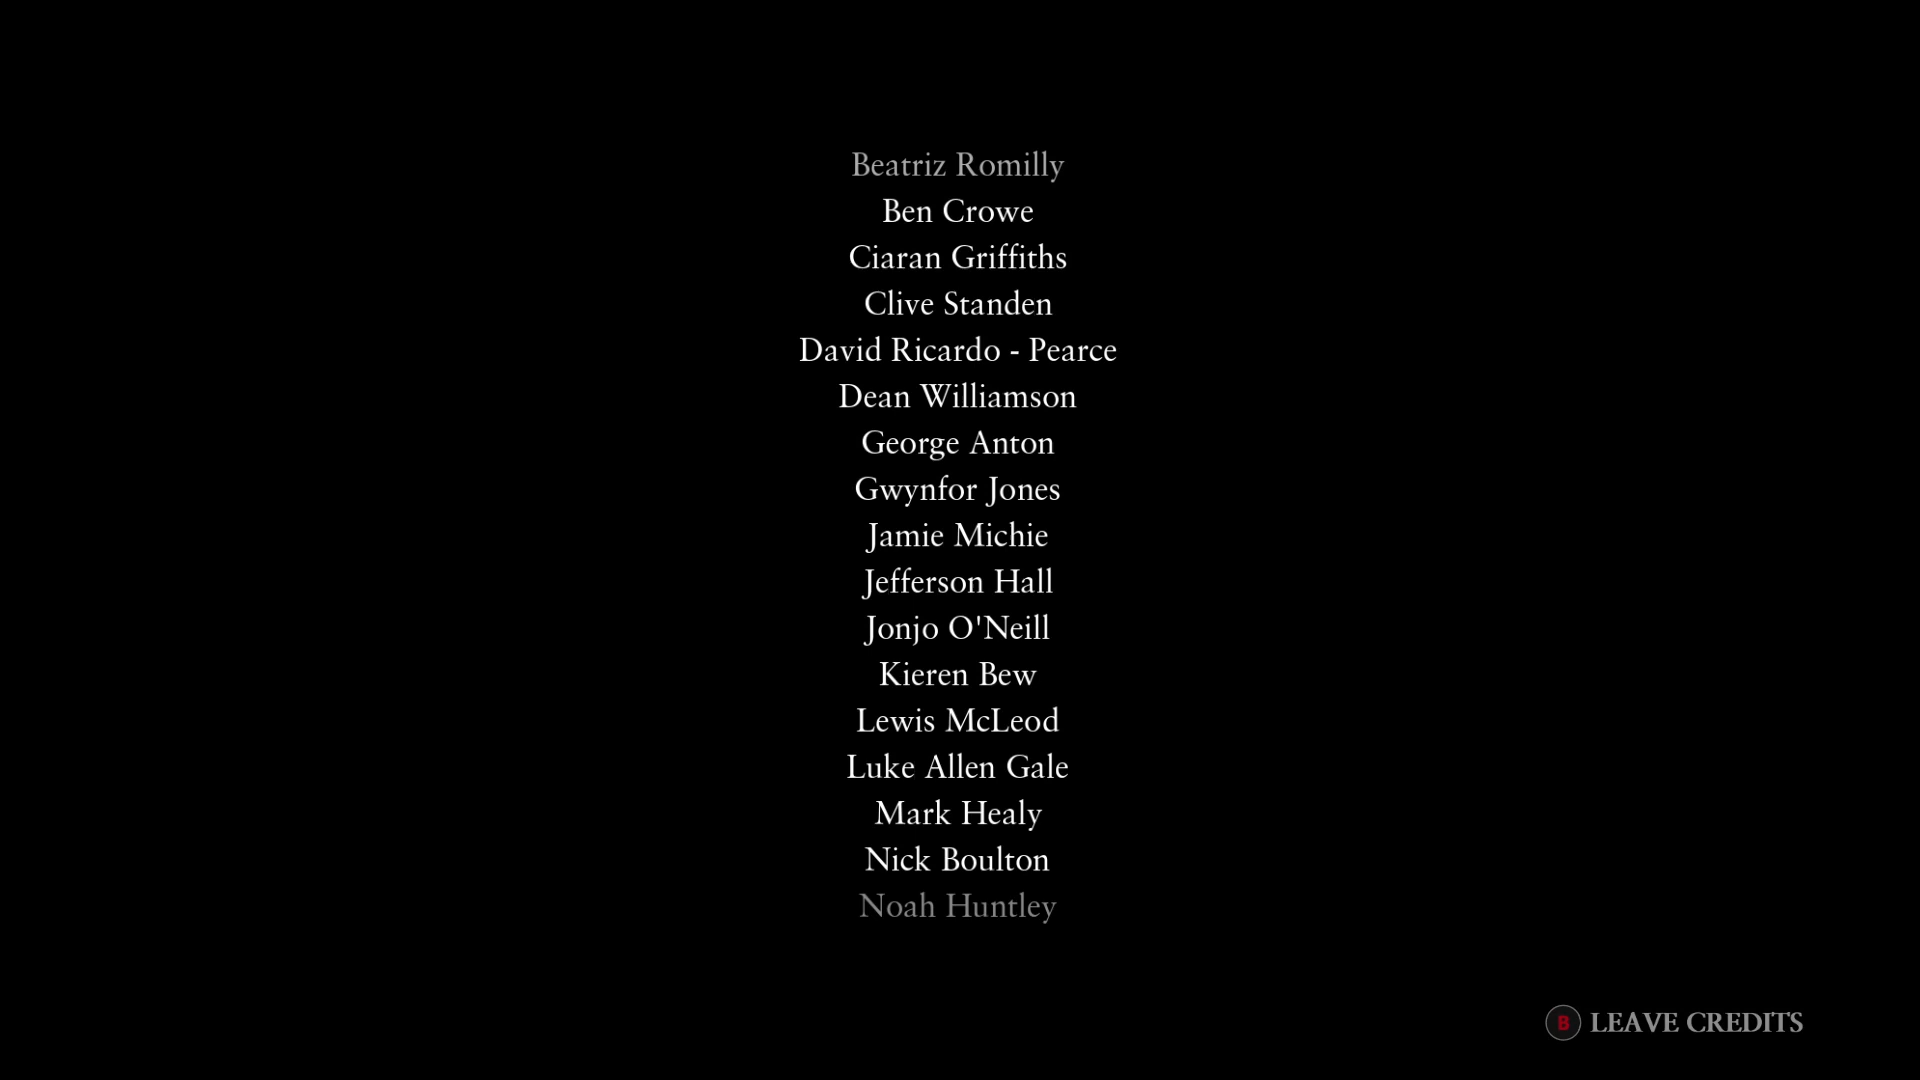 Beatriz Romilly
Ben Crowe
Ciaran Griffiths
Clive Standen
David Ricardo - Pearce
Dean Williamson
George Anton
Gwynfor Jones
Jamie Michie
Jefferson Hall
Jonjo O'Neill
Kieren Bew
Lewis McLeod
Luke Allen Gale
Mark Healy
Nick Boulton
Noah Huntley
B LEAVE CREDITS